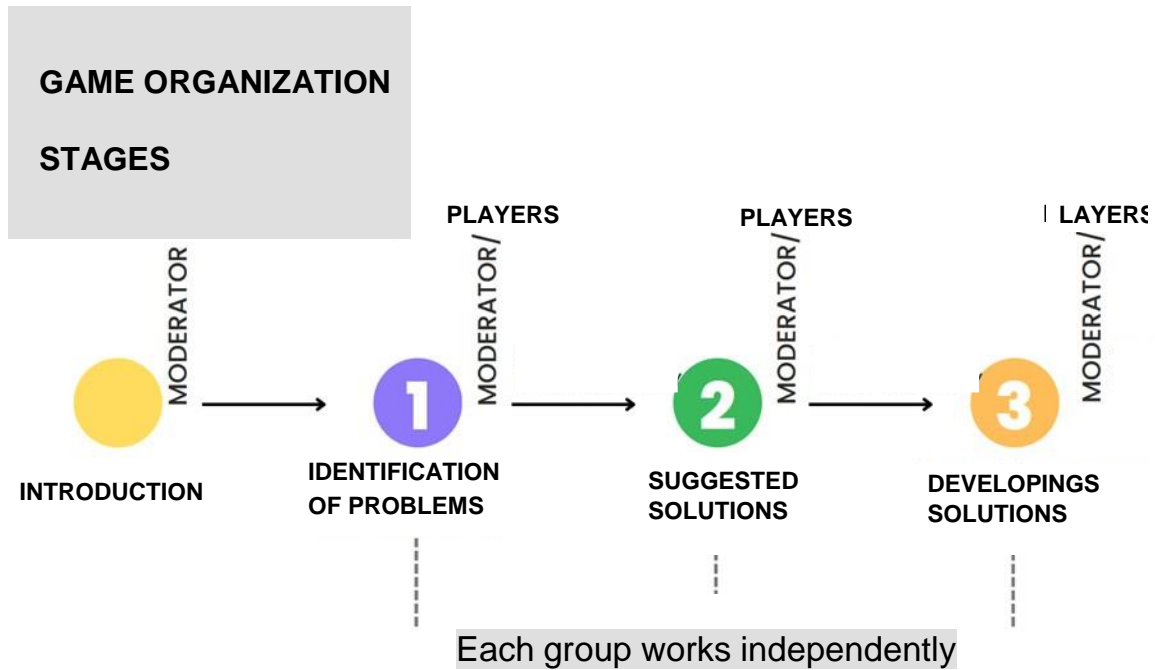 GAME ORGANIZATION
STAGES
PLAYERS
PLAYERS
LAYERS
MODERATOR
MODERATOR/
MODERATOR/
MODERATOR/
1
2
3
INTRODUCTION
IDENTIFICATION
OF PROBLEMS
SUGGESTED
SOLUTIONS
DEVELOPINGS
SOLUTIONS
Each group works independently